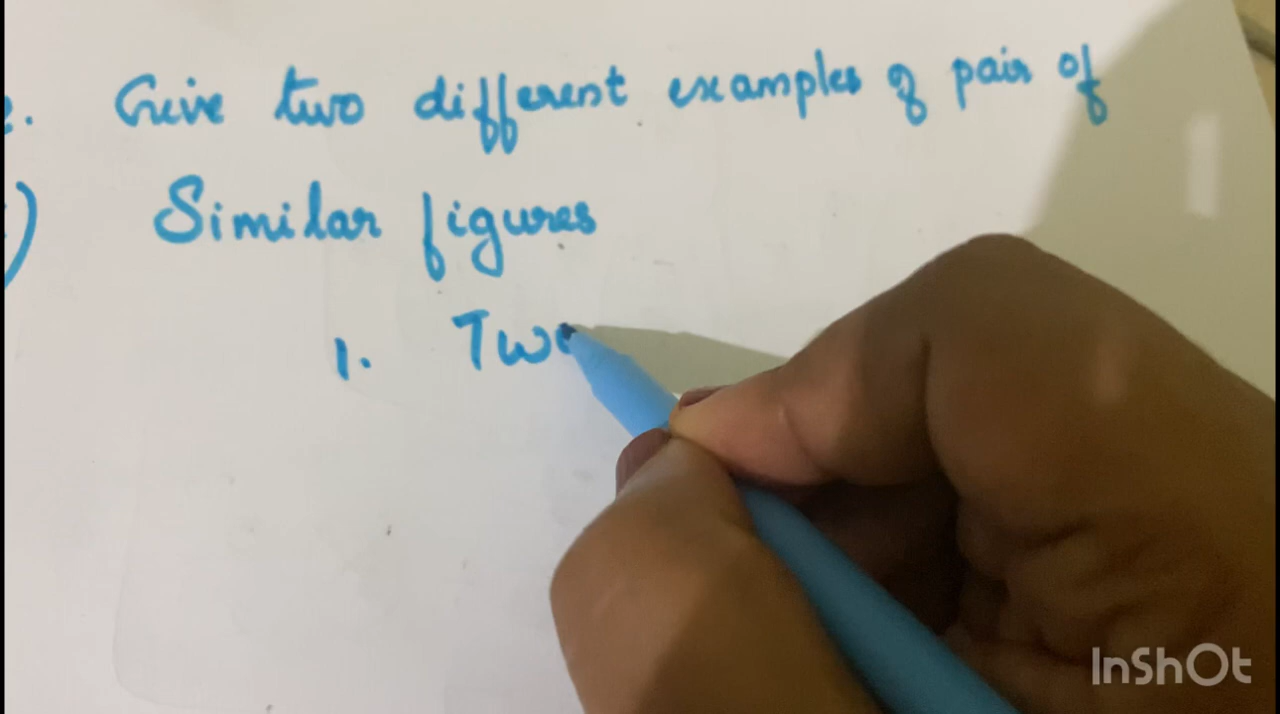 2. Give two different examples of pair of
i) Similar figures
1. Two
InShOt